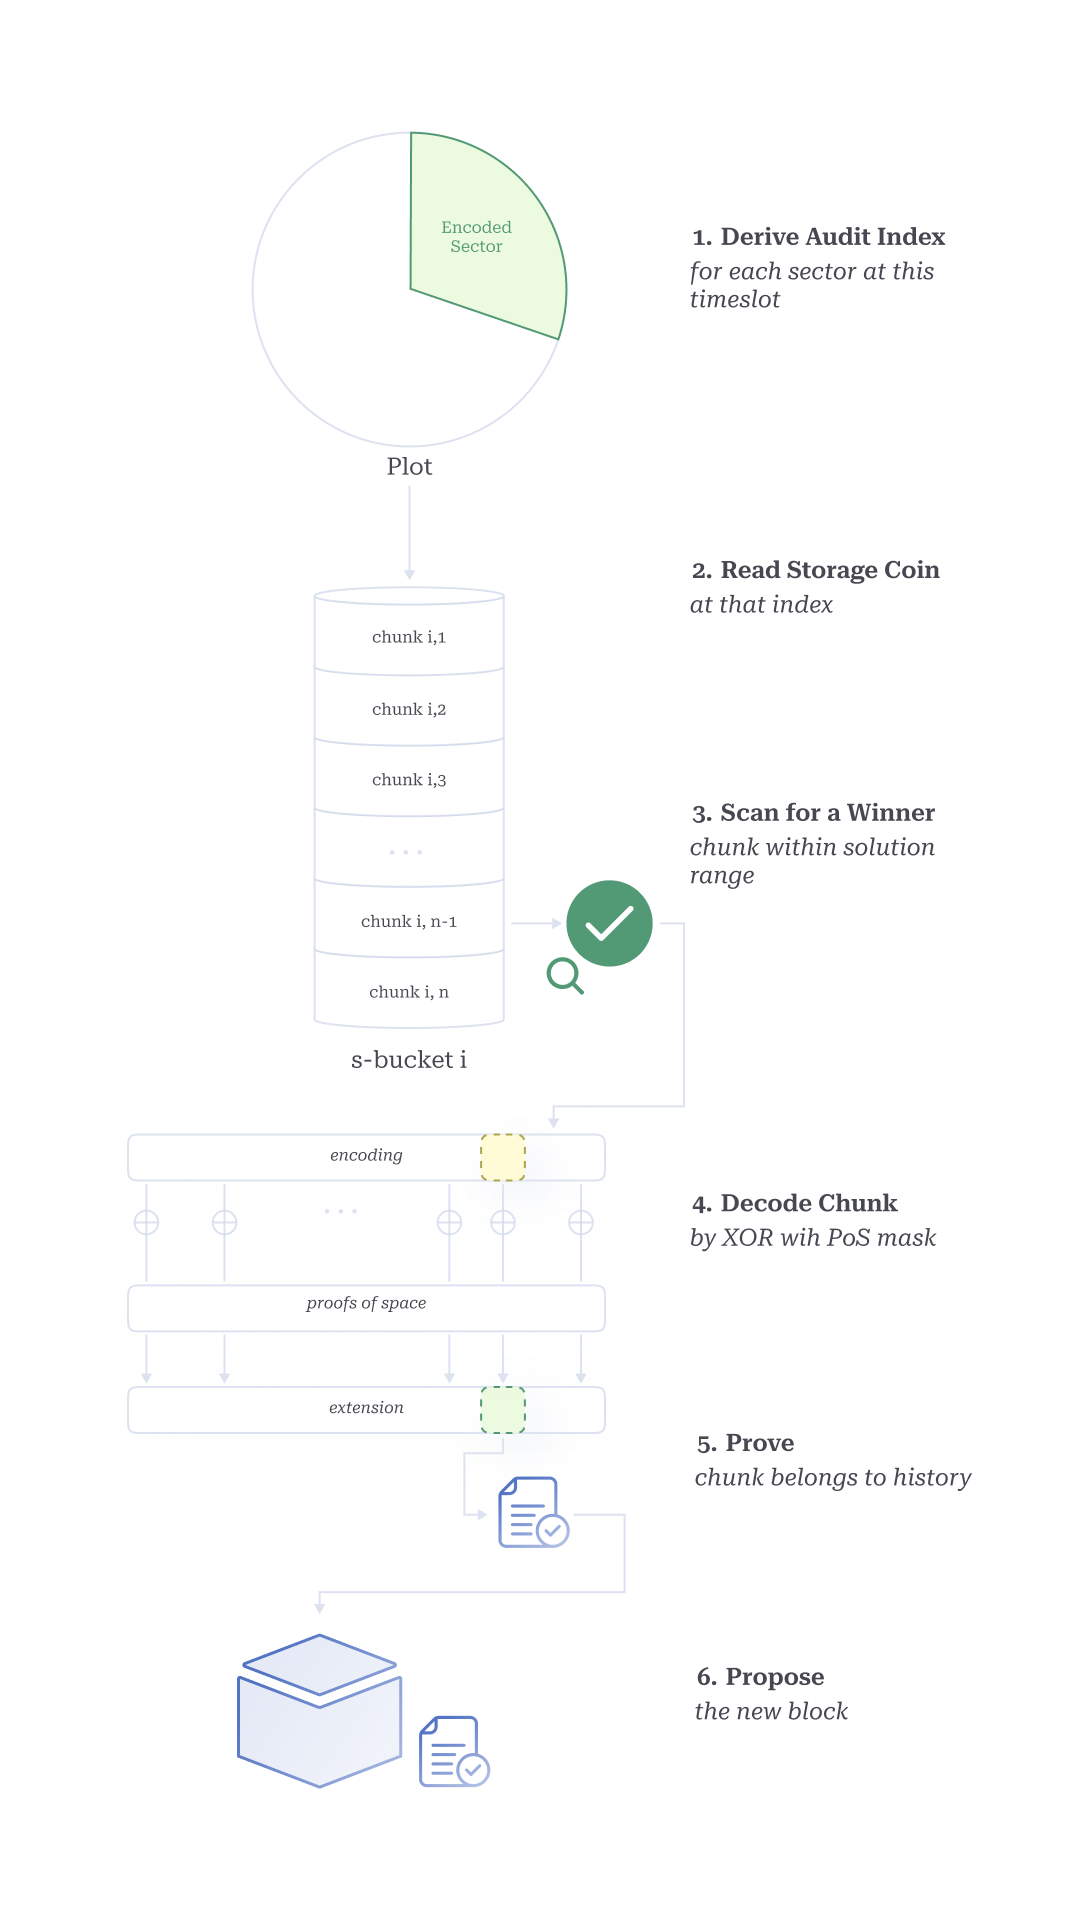 Encoded
Sector
1. Derive Audit Index
for each sector at this
timeslot
Plot
2. Read Storage Coin
at that index
chunk i,1
chunk i,2
chunk i,3
...
3. Scan for a Winner
chunk within solution
range
chunk i, n-1
chunk i, n
s-bucket i
encoding
...
4. Decode Chunk
by XOR wih PoS mask
proofs of space
extension
5. Prove
chunk belongs to history
6. Propose
the new block